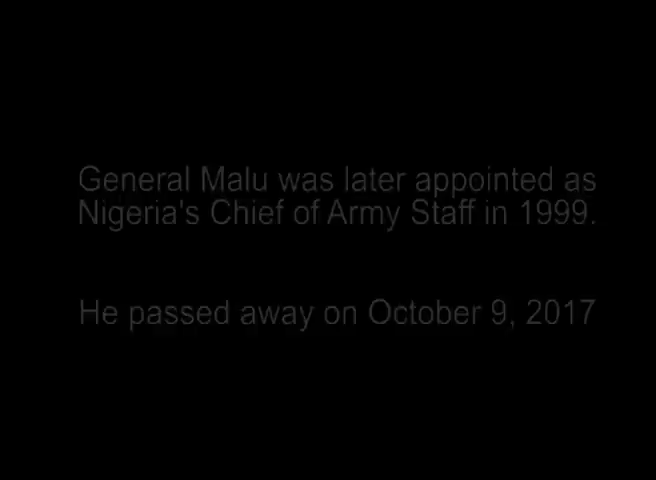 General Malu was later appointed as
Nigeria's Chief of Army Staff in 1999.
He passed away on October 9, 2017